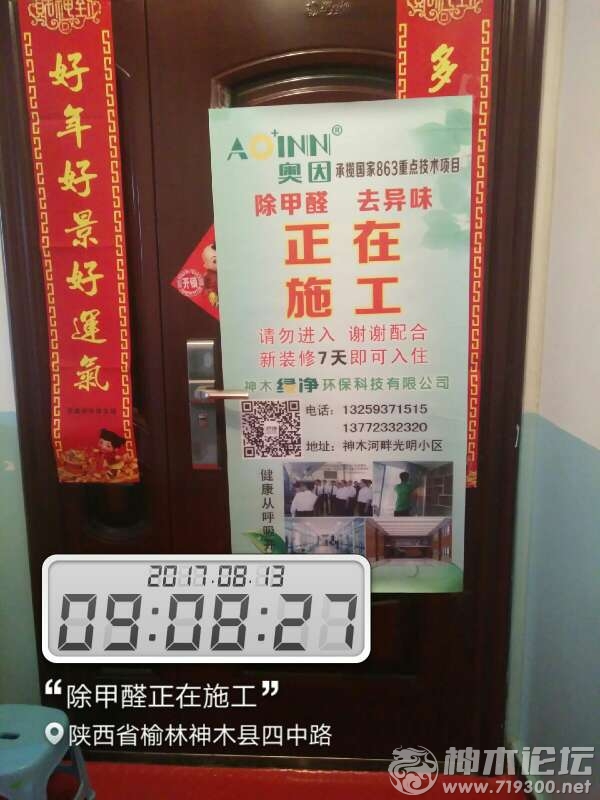 好年好景好運氣
多
开锁
AO+INN®
奥因 承揽国家863重点技术项目
除甲醛 去异味
正在
施工
请勿进入 谢谢配合
新装修7天即可入住
神木绿净环保科技有限公司
电话：13259371515
13772332320
地址：神木河畔光明小区
健康从呼吸
2017.08.13
09:08:27
“除甲醛正在施工”
陕西省榆林神木县四中路
神木论坛
www.719300.net